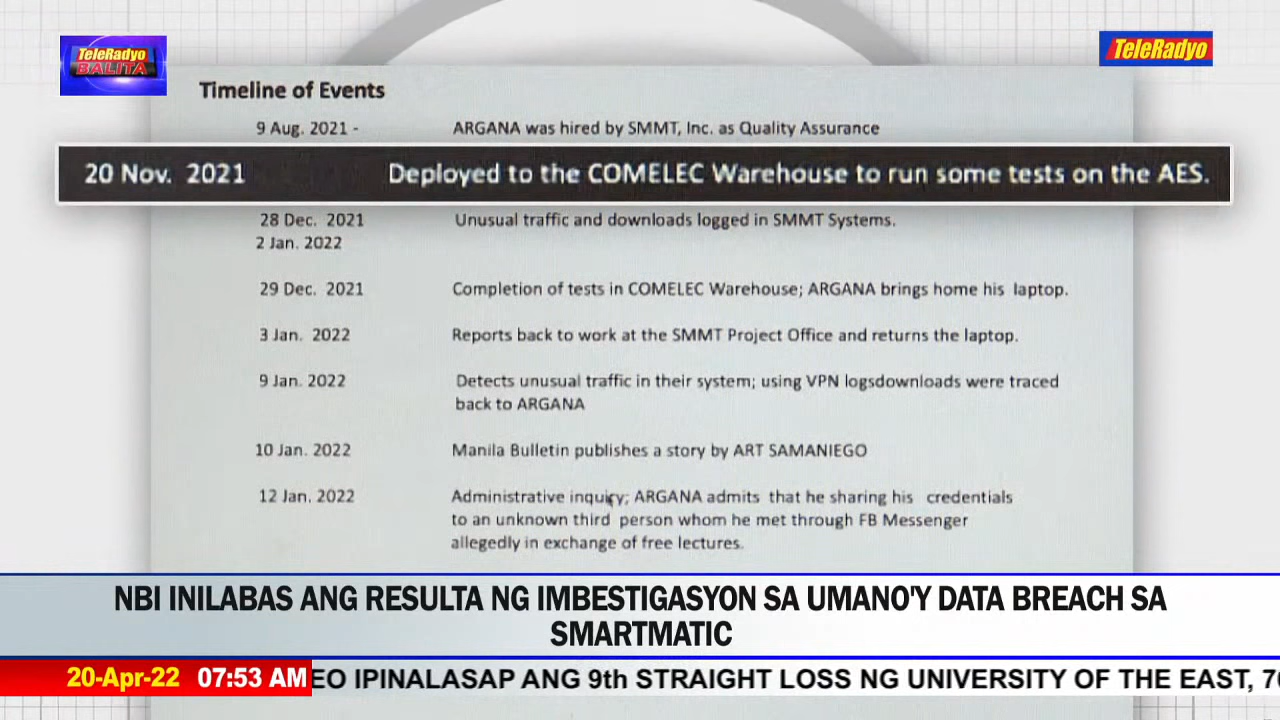 TeleRadyo
BALITA
TeleRadyo
Timeline of Events
9 Aug. 2021 - ARGANA was hired by SMMT, Inc. as Quality Assurance
20 Nov. 2021 Deployed to the COMELEC Warehouse to run some tests on the AES.
28 Dec. 2021 Unusual traffic and downloads logged in SMMT Systems.
2 Jan. 2022
29 Dec. 2021 Completion of tests in COMELEC Warehouse; ARGANA brings home his laptop.
3 Jan. 2022 Reports back to work at the SMMT Project Office and returns the laptop.
9 Jan. 2022 Detects unusual traffic in their system; using VPN logsdownloads were traced
back to ARGANA
10 Jan. 2022 Manila Bulletin publishes a story by ART SAMANIEGO
12 Jan. 2022 Administrative inquiry; ARGANA admits that he sharing his credentials
to an unknown third person whom he met through FB Messenger
allegedly in exchange of free lectures.
NBI INILABAS ANG RESULTA NG IMBESTIGASYON SA UMANO'Y DATA BREACH SA
SMARTMATIC
20-Apr-22 07:53 AM EO IPINALASAP ANG 9th STRAIGHT LOSS NG UNIVERSITY OF THE EAST, 70